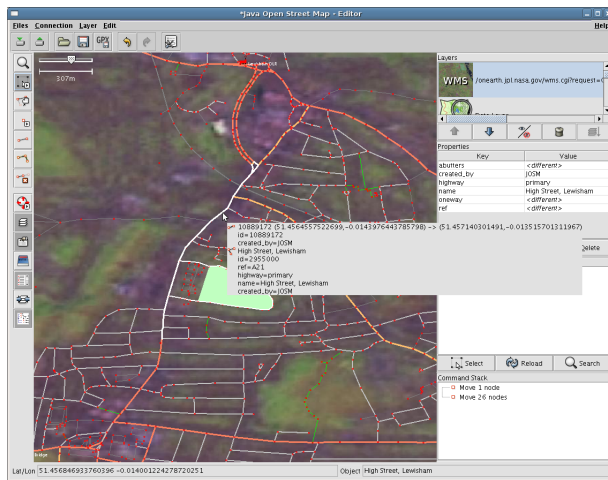 *Java Open Street Map - Editor
Files Connection Layer Edit
Help
GPX
307m
Layers
WMS
/onearth.jpl.nasa.gov/wms.cgi?request=
Properties
Key Value
abutters <different>
created_by JOSM
highway primary
name High Street, Lewisham
oneway <different>
ref <different>
10889172 (51.4564557522699,-0.0143976443785798) -> (51.457140301491,-0.013515701311967)
id=10889172
created_by=JOSM
High Street, Lewisham
id=2955000
ref=A21
highway=primary
name=High Street, Lewisham
created_by=JOSM
Delete
Select Reload Search
Command Stack
Move 1 node
Move 26 nodes
Lat/Lon 51.456846933760396 -0.014001224278720251 Object High Street, Lewisham